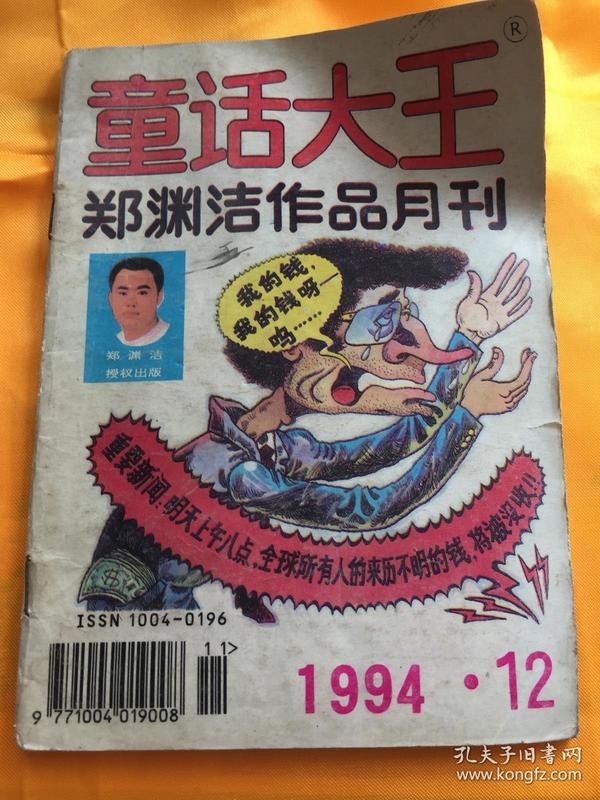 ®
童话大王
郑渊洁作品月刊
郑渊洁
授权出版
我的钱，
我的钱呀——
呜……
重要新闻：明天上午八点，全球所有人的来历不明的钱，将被没收！！
ISSN 1004-0196
11>
9 771004 019008
1994·12
孔夫子旧书网
www.kongfz.com